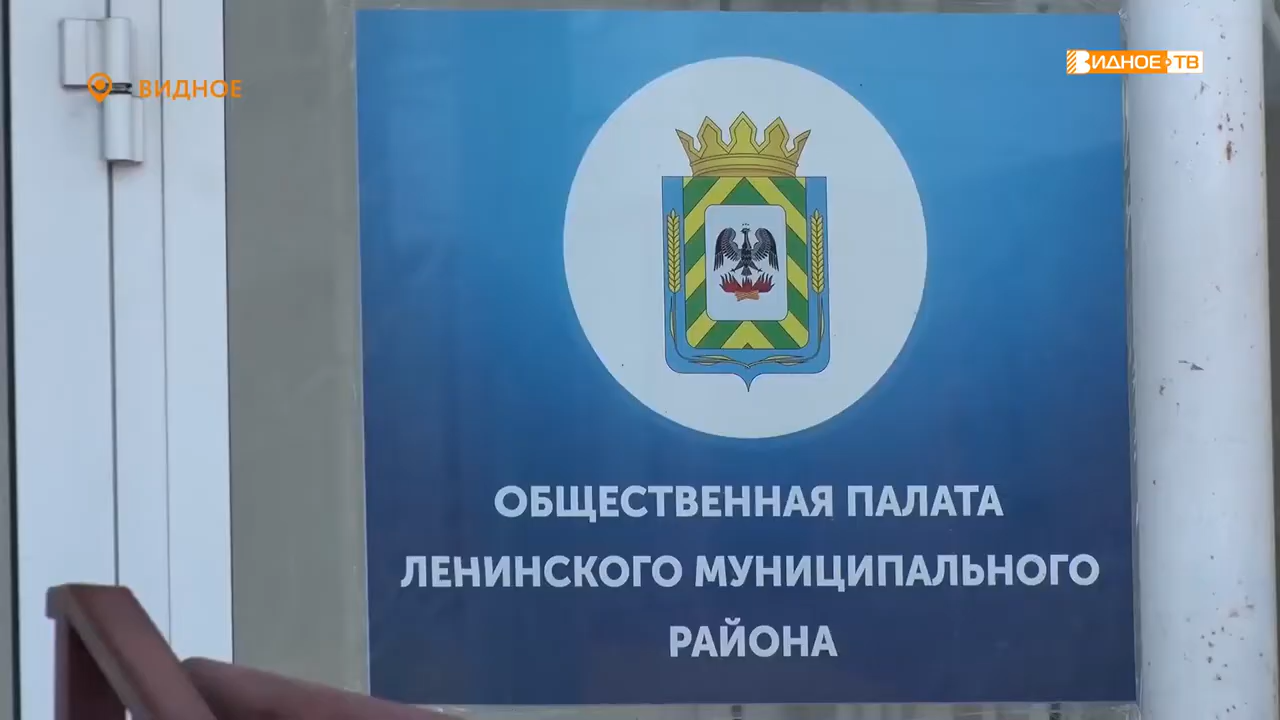 ВИДНОЕ
ВИДНОЕ ТВ
ОБЩЕСТВЕННАЯ ПАЛАТА
ЛЕНИНСКОГО МУНИЦИПАЛЬНОГО
РАЙОНА